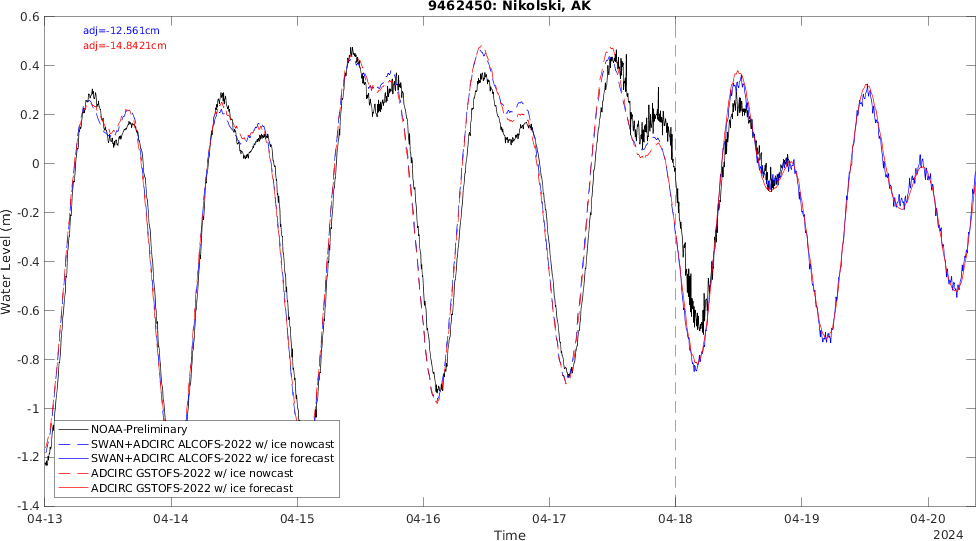 9462450: Nikolski, AK
adj=-12.561cm
adj=-14.8421cm
Water Level (m)
0.6
0.4
0.2
0
-0.2
-0.4
-0.6
-0.8
-1
-1.2
-1.4
NOAA-Preliminary
SWAN+ADCIRC ALCOFS-2022 w/ ice nowcast
SWAN+ADCIRC ALCOFS-2022 w/ ice forecast
ADCIRC GSTOFS-2022 w/ ice nowcast
ADCIRC GSTOFS-2022 w/ ice forecast
04-13 04-14 04-15 04-16 04-17 04-18 04-19 04-20
Time
2024